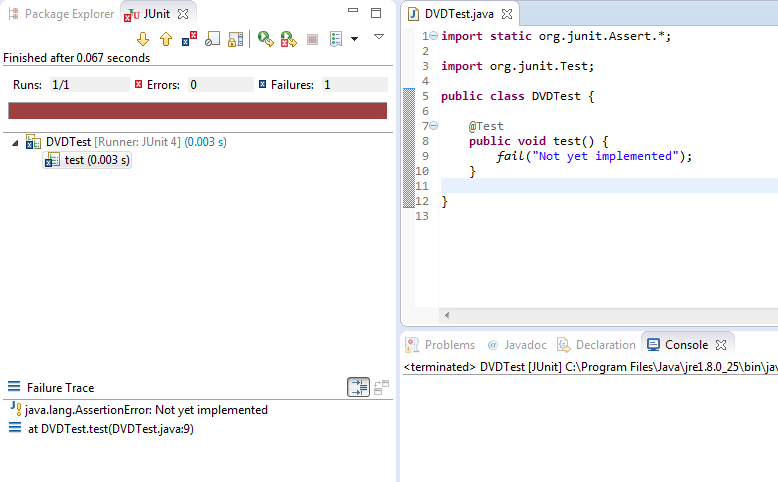 Package Explorer JUnit
Finished after 0.067 seconds
Runs: 1/1 Errors: 0 Failures: 1
DVDTest [Runner: JUnit 4] (0.003 s)
test (0.003 s)
Failure Trace
java.lang.AssertionError: Not yet implemented
at DVDTest.test(DVDTest.java:9)
DVDTest.java
1 import static org.junit.Assert.*;
2
3 import org.junit.Test;
4
5 public class DVDTest {
6
7 @Test
8 public void test() {
9 fail("Not yet implemented");
10 }
11
12 }
13
Problems @ Javadoc Declaration Console
<terminated> DVDTest [JUnit] C:\Program Files\Java\jre1.8.0_25\bin\jav